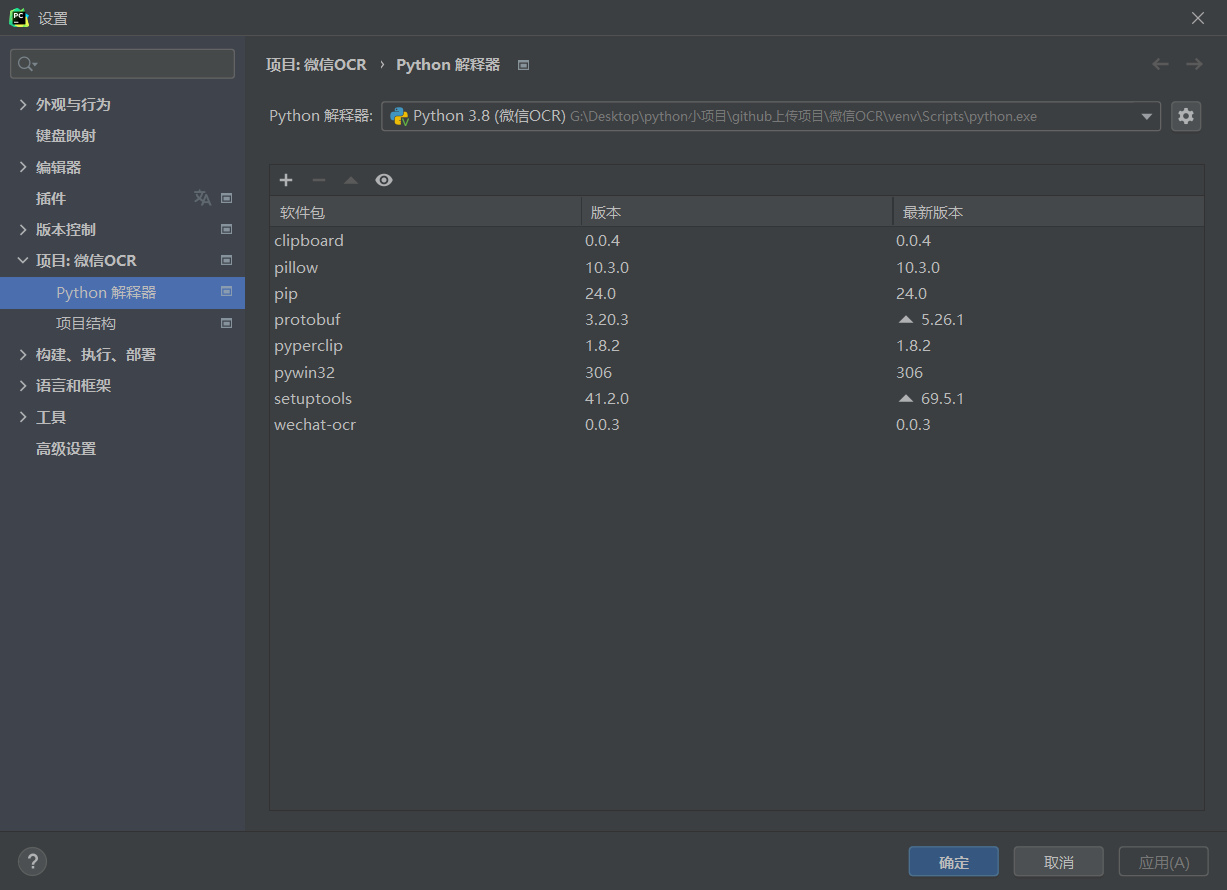 设置
外观与行为
键盘映射
编辑器
插件
版本控制
项目: 微信OCR
Python 解释器
项目结构
构建、执行、部署
语言和框架
工具
高级设置
项目: 微信OCR › Python 解释器
Python 解释器: Python 3.8 (微信OCR) G:\Desktop\python小项目\github上传项目\微信OCR\venv\Scripts\python.exe
软件包 版本 最新版本
clipboard 0.0.4 0.0.4
pillow 10.3.0 10.3.0
pip 24.0 24.0
protobuf 3.20.3 5.26.1
pyperclip 1.8.2 1.8.2
pywin32 306 306
setuptools 41.2.0 69.5.1
wechat-ocr 0.0.3 0.0.3
? 确定 取消 应用(A)